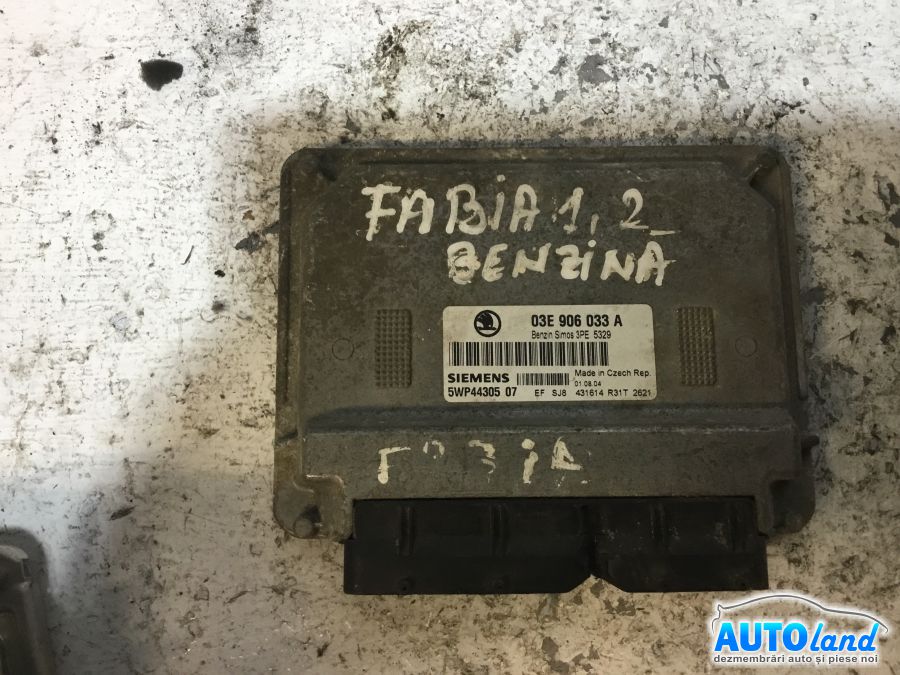 FABIA 1,2
BENZINA
03E 906 033 A
Benzin Simos 3PE 5329
SIEMENS
Made in Czech Rep.
01.08.04
5WP44305 07
EF SJ8 431614 R31T 2621
FABIA
AUTOland
dezmembrări auto și piese noi